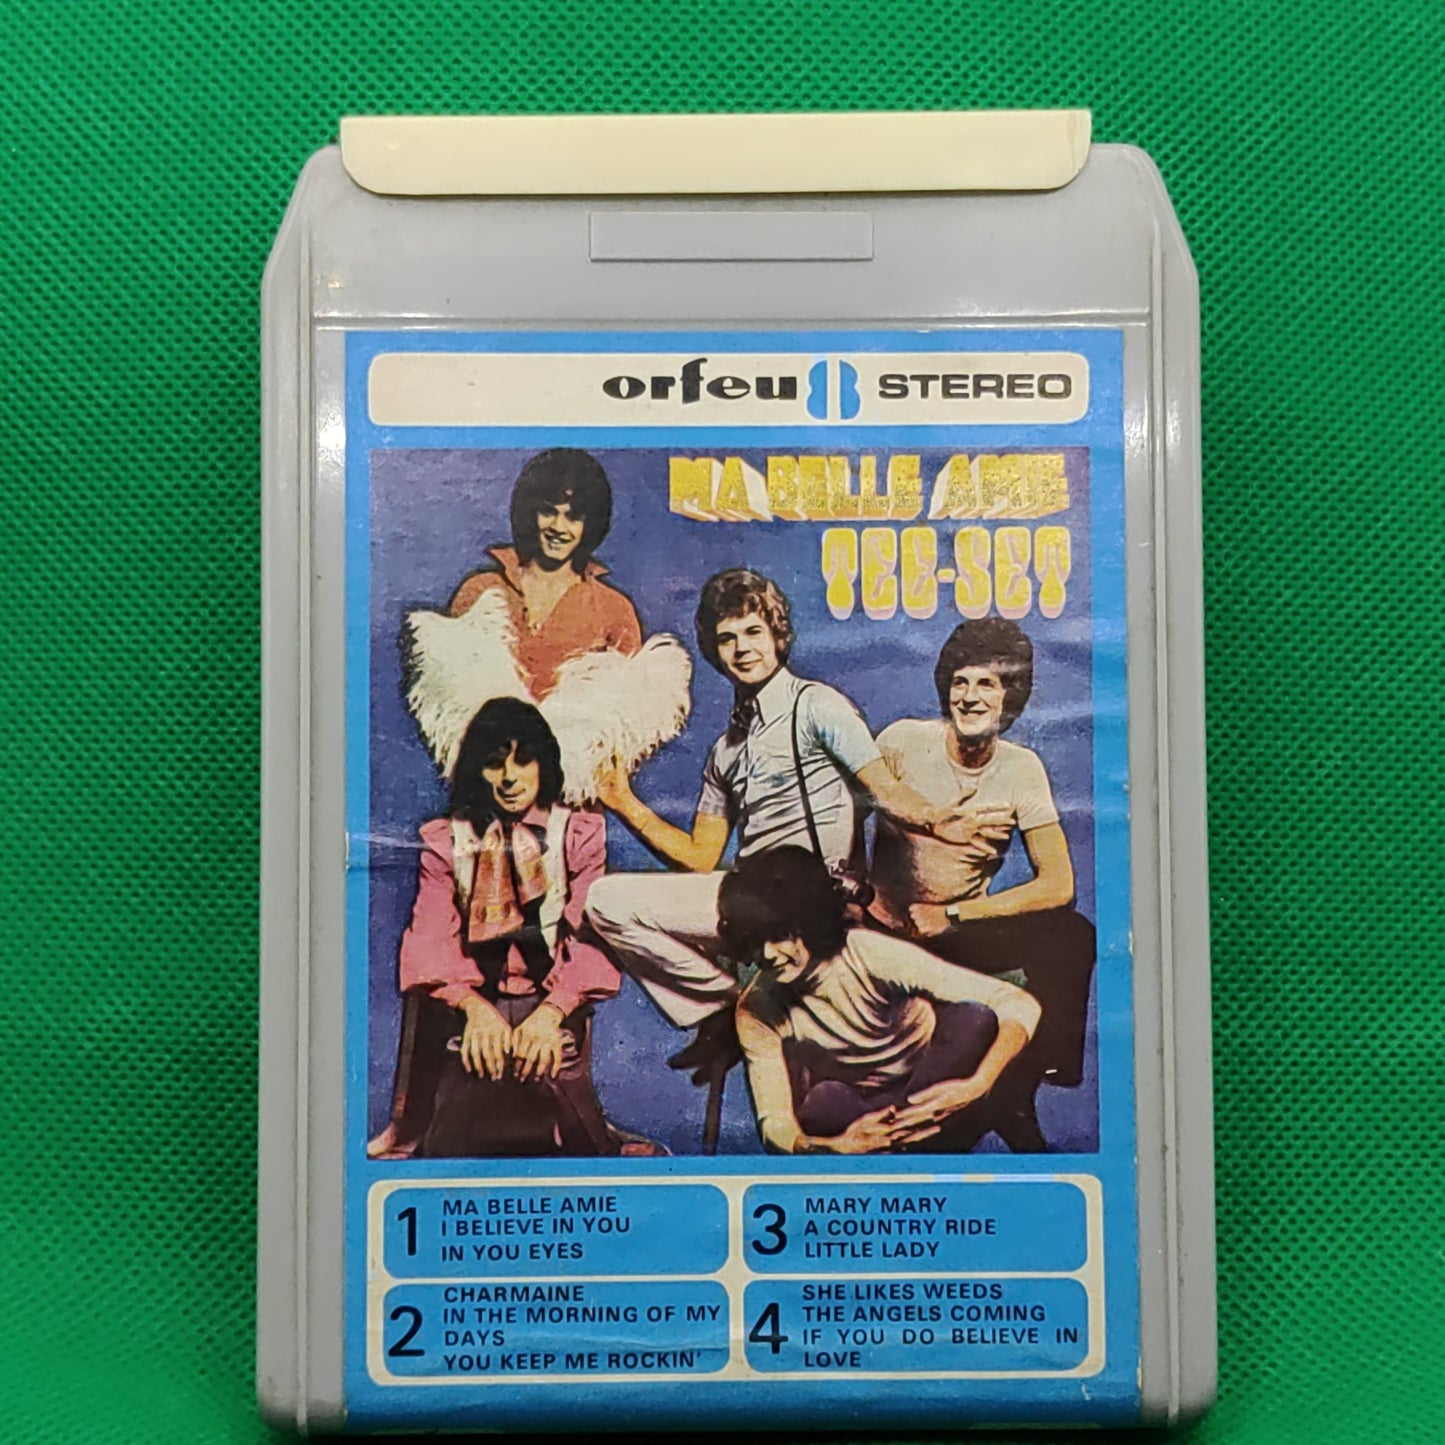 orfeu 8 STEREO
MA BELLE AMIE
TEE-SET
1
MA BELLE AMIE
I BELIEVE IN YOU
IN YOU EYES
2
CHARMAINE
IN THE MORNING OF MY
DAYS
YOU KEEP ME ROCKIN'
3
MARY MARY
A COUNTRY RIDE
LITTLE LADY
4
SHE LIKES WEEDS
THE ANGELS COMING
IF YOU DO BELIEVE IN
LOVE